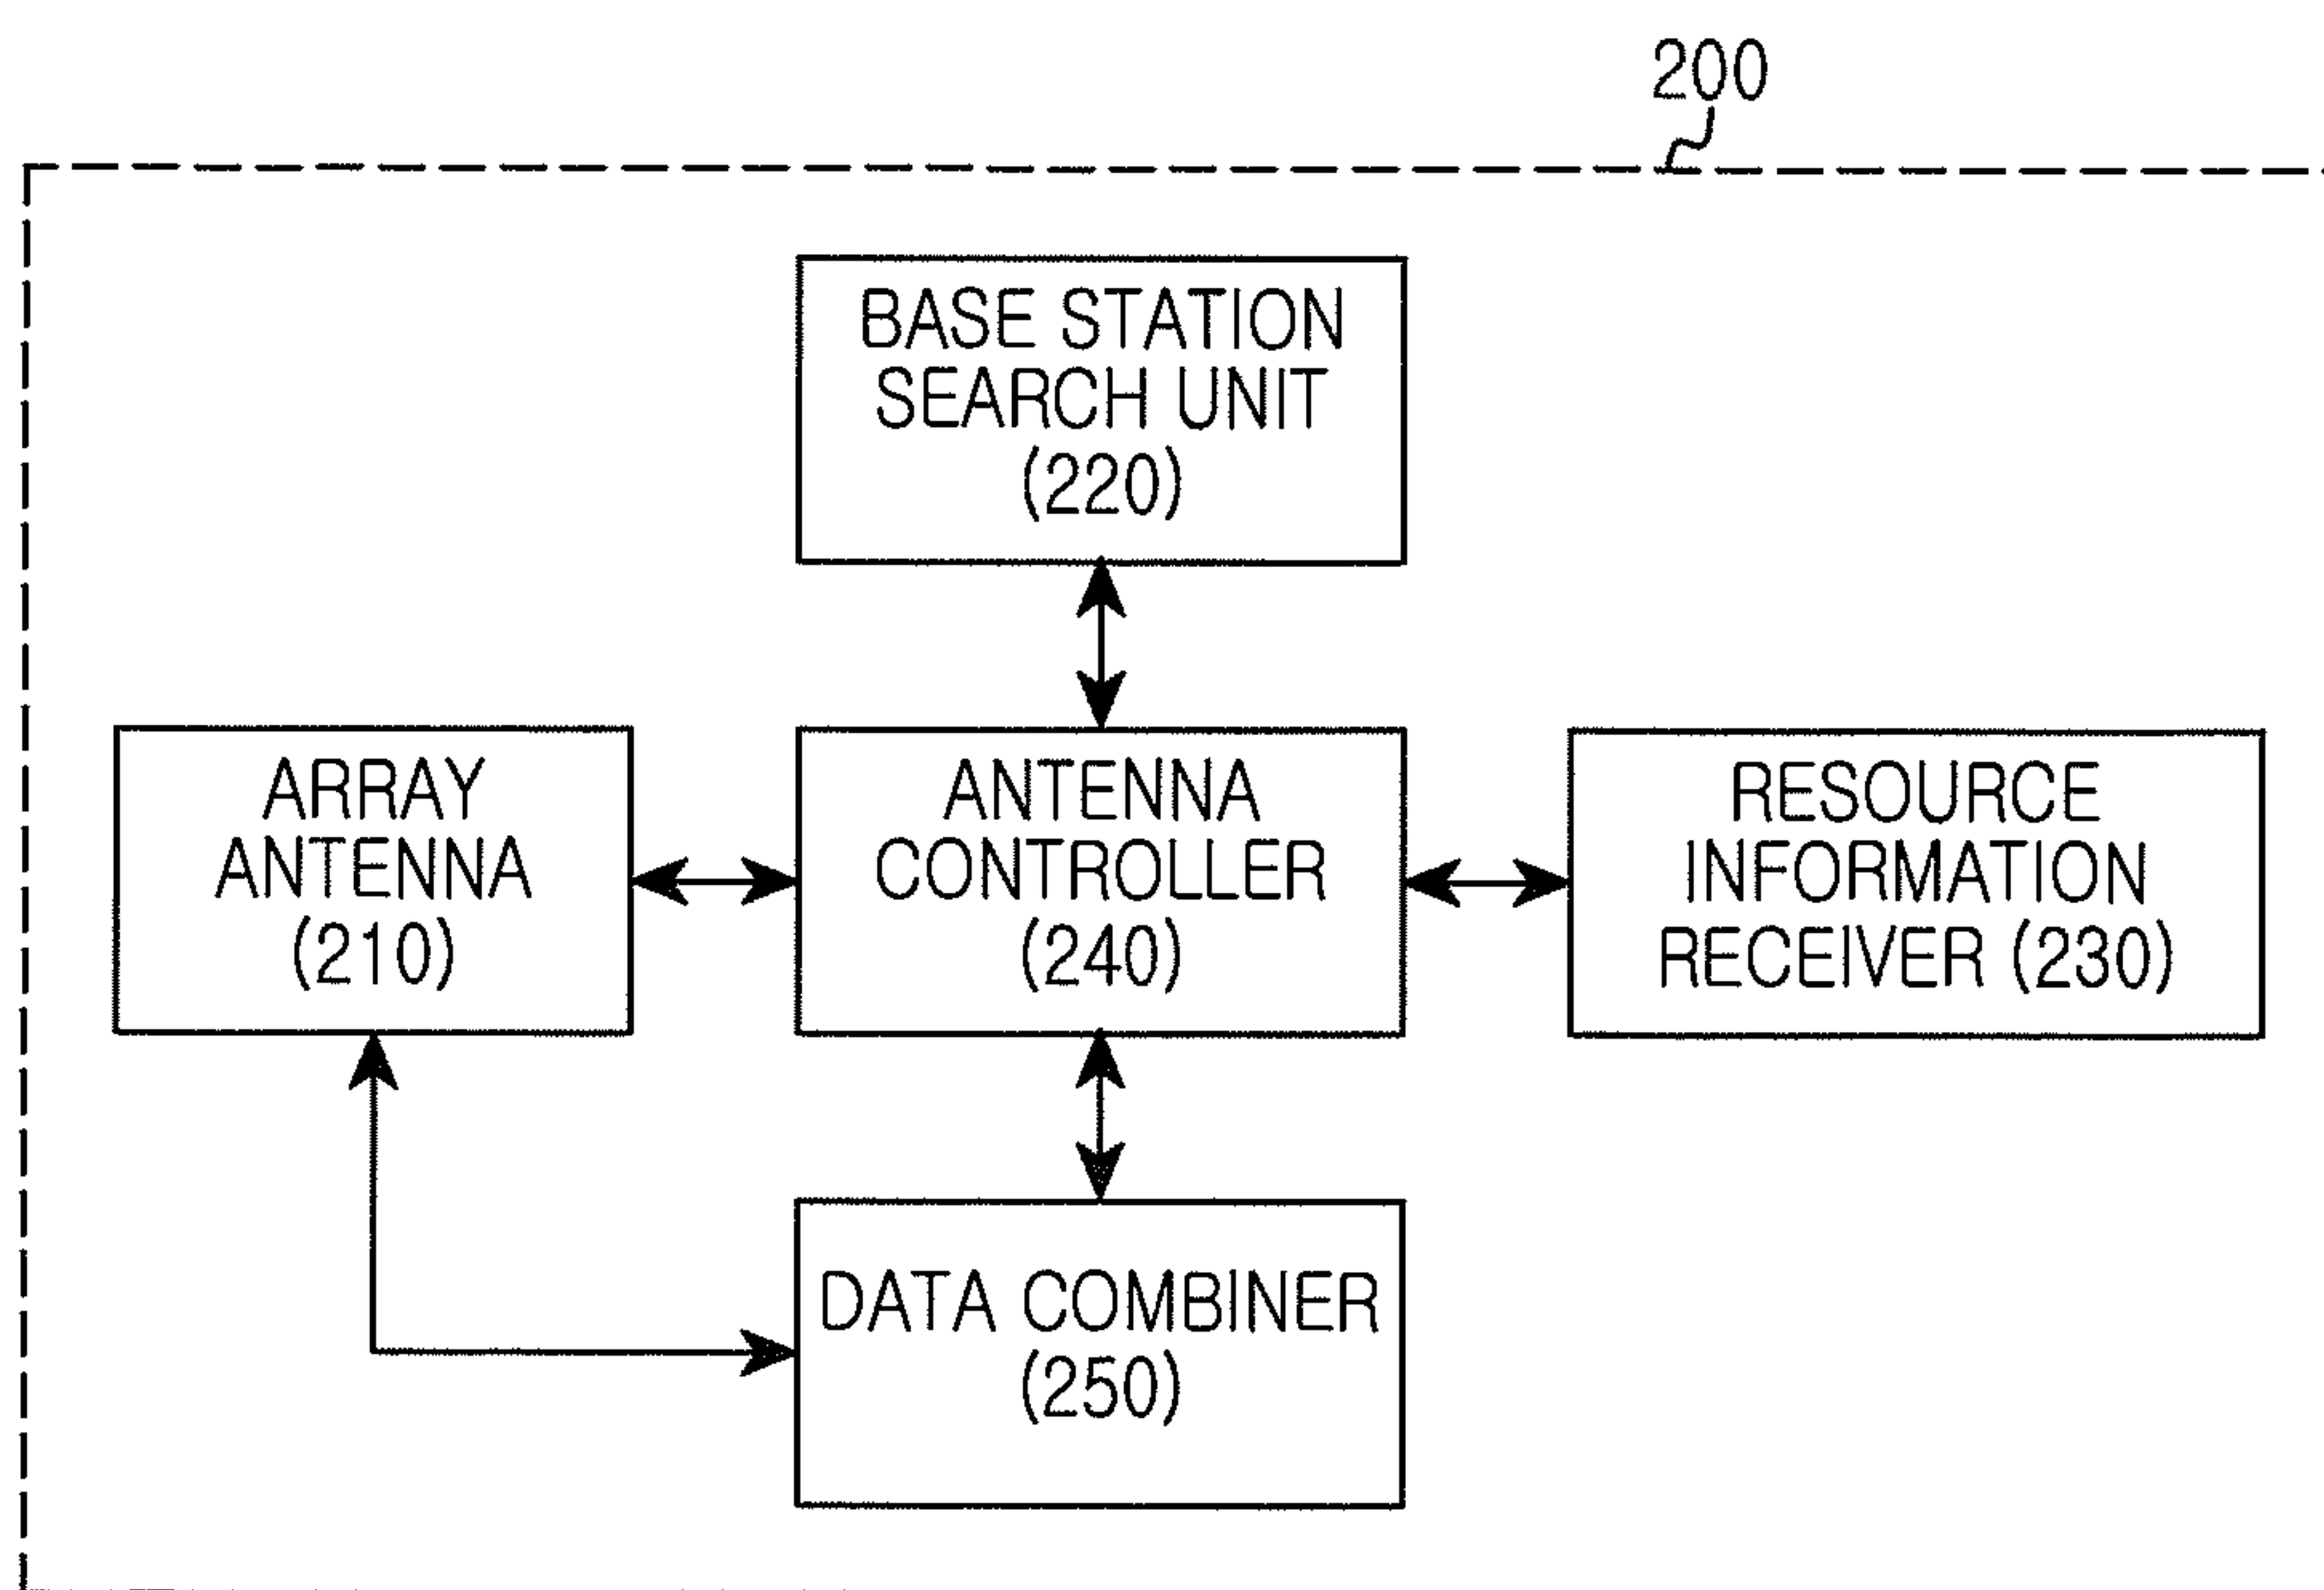 200
BASE STATION
SEARCH UNIT
(220)
ARRAY
ANTENNA
(210)
ANTENNA
CONTROLLER
(240)
RESOURCE
INFORMATION
RECEIVER (230)
DATA COMBINER
(250)